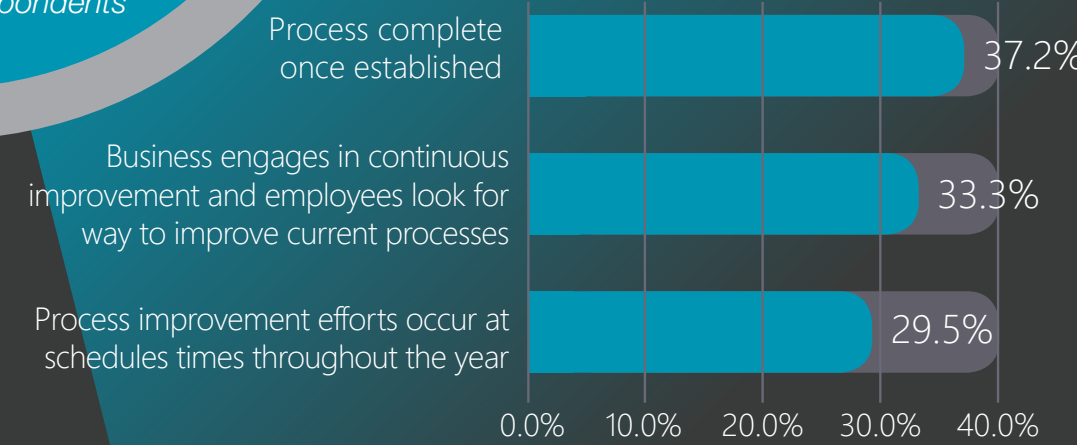 Process complete
once established
37.2%
Business engages in continuous
improvement and employees look for
way to improve current processes
33.3%
Process improvement efforts occur at
schedules times throughout the year
29.5%
0.0% 10.0% 20.0% 30.0% 40.0%